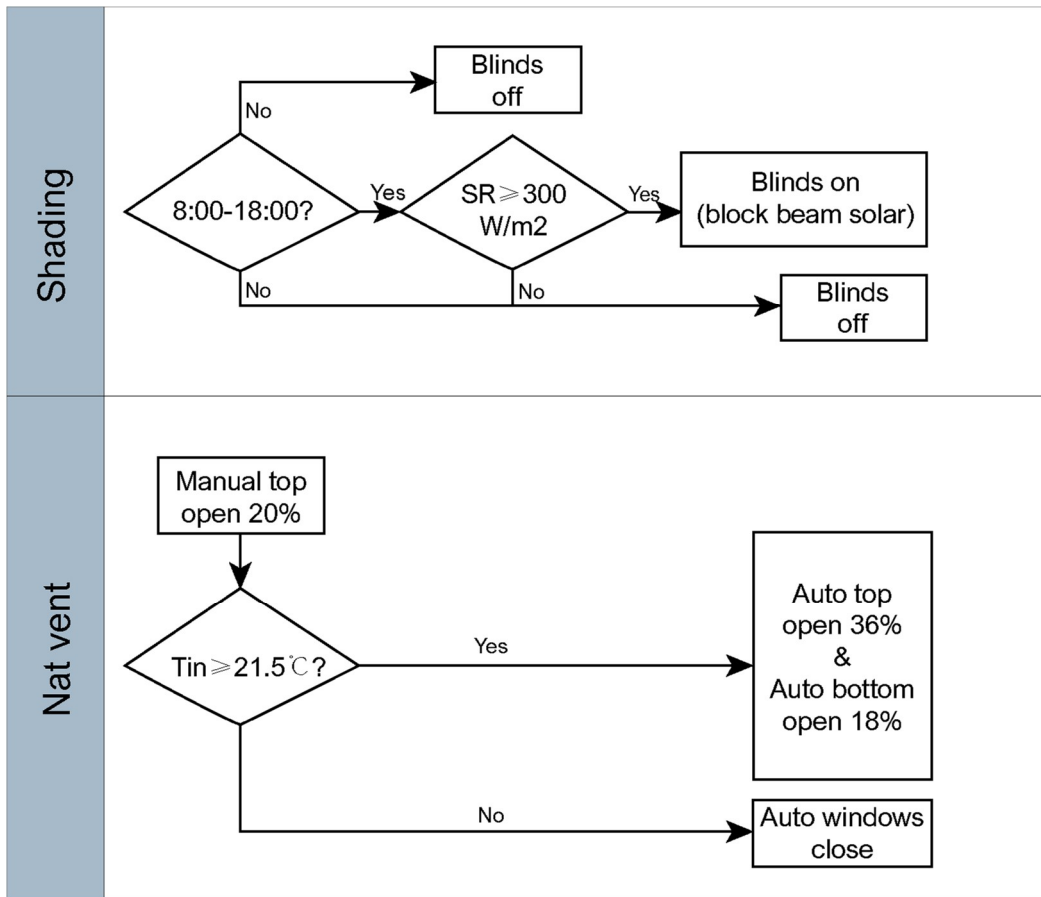 Shading
Blinds
off
No
8:00-18:00?
Yes
SR⩾300
W/m2
Yes
Blinds on
(block beam solar)
No
No
Blinds
off
Nat vent
Manual top
open 20%
Tin⩾21.5℃?
Yes
Auto top
open 36%
&
Auto bottom
open 18%
No
Auto windows
close